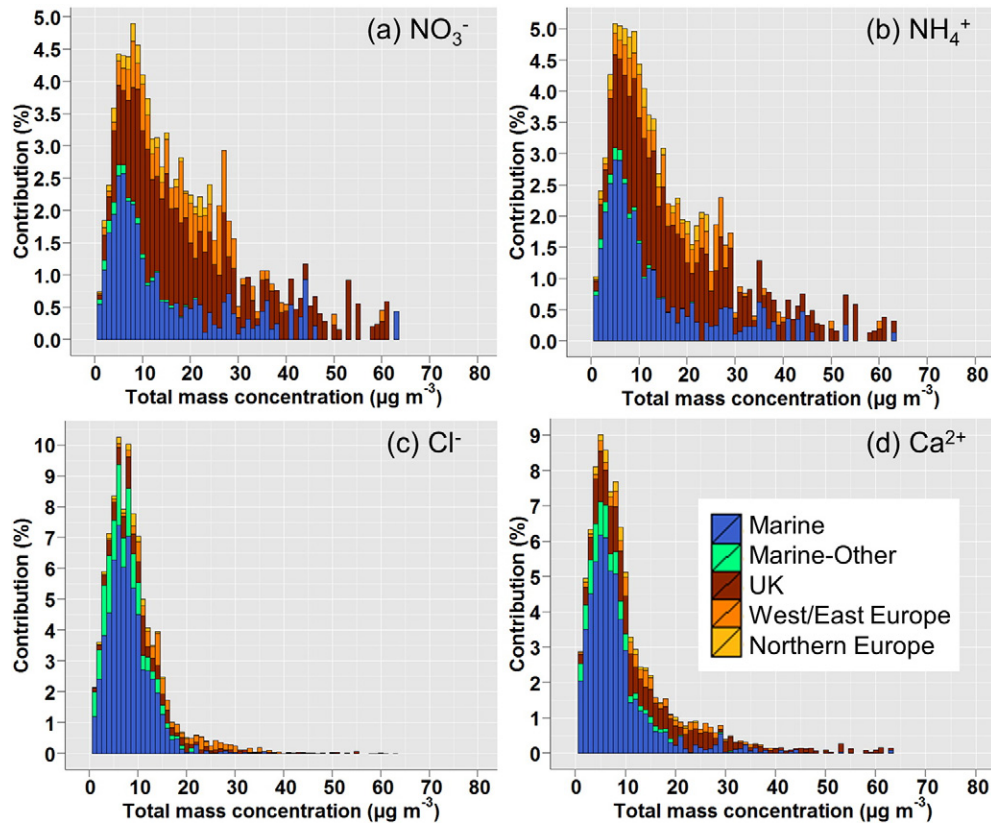 (a) NO₃⁻
Contribution (%)
5.0
4.5
4.0
3.5
3.0
2.5
2.0
1.5
1.0
0.5
0.0
0 10 20 30 40 50 60 70 80
Total mass concentration (µg m⁻³)
(b) NH₄⁺
Contribution (%)
5.0
4.5
4.0
3.5
3.0
2.5
2.0
1.5
1.0
0.5
0.0
0 10 20 30 40 50 60 70 80
Total mass concentration (µg m⁻³)
(c) Cl⁻
Contribution (%)
10
9
8
7
6
5
4
3
2
1
0
0 10 20 30 40 50 60 70 80
Total mass concentration (µg m⁻³)
(d) Ca²⁺
Contribution (%)
9
8
7
6
5
4
3
2
1
0
Marine
Marine-Other
UK
West/East Europe
Northern Europe
0 10 20 30 40 50 60 70 80
Total mass concentration (µg m⁻³)